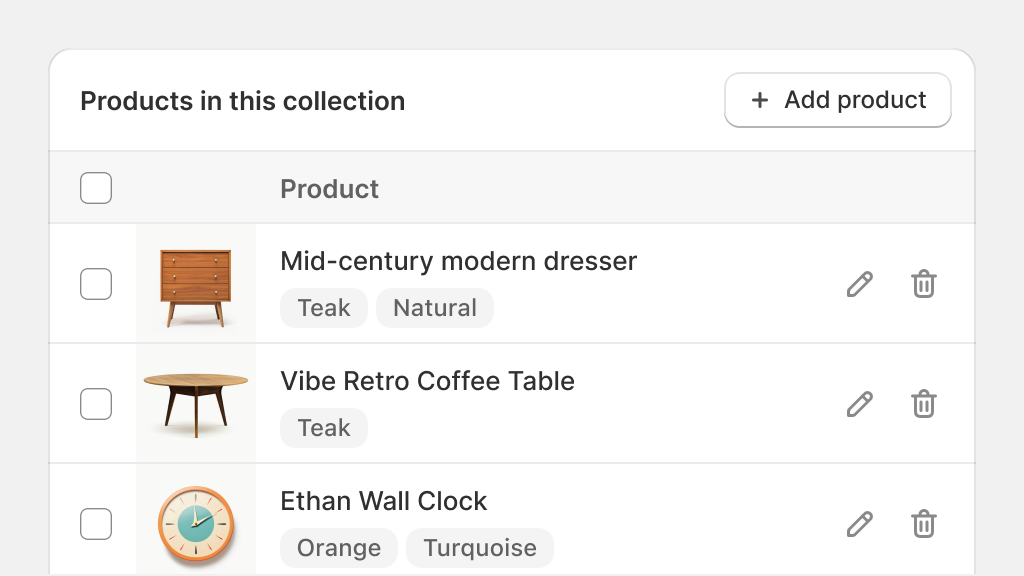 Products in this collection
+ Add product
Product
Mid-century modern dresser
Teak Natural
Vibe Retro Coffee Table
Teak
Ethan Wall Clock
Orange Turquoise